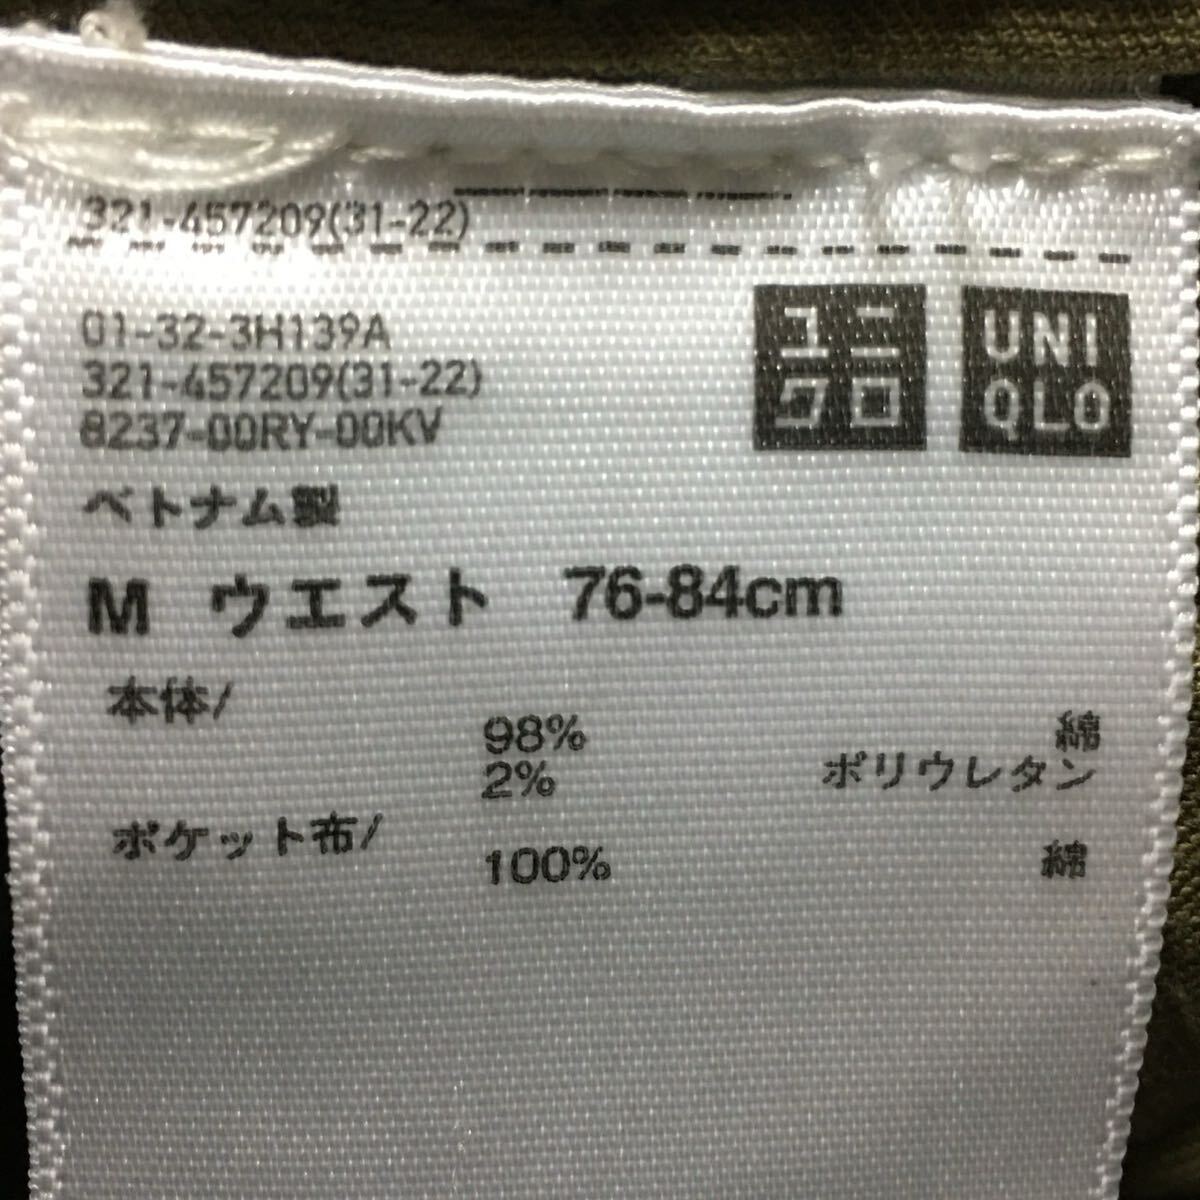 321-457209(31-22)
01-32-3H139A
321-457209(31-22)
8237-00RY-00KV
ユニ
クロ
UNI
QLO
ベトナム製
M ウエスト 76-84cm
本体/
98% 綿
2% ポリウレタン
ポケット布/
100% 綿